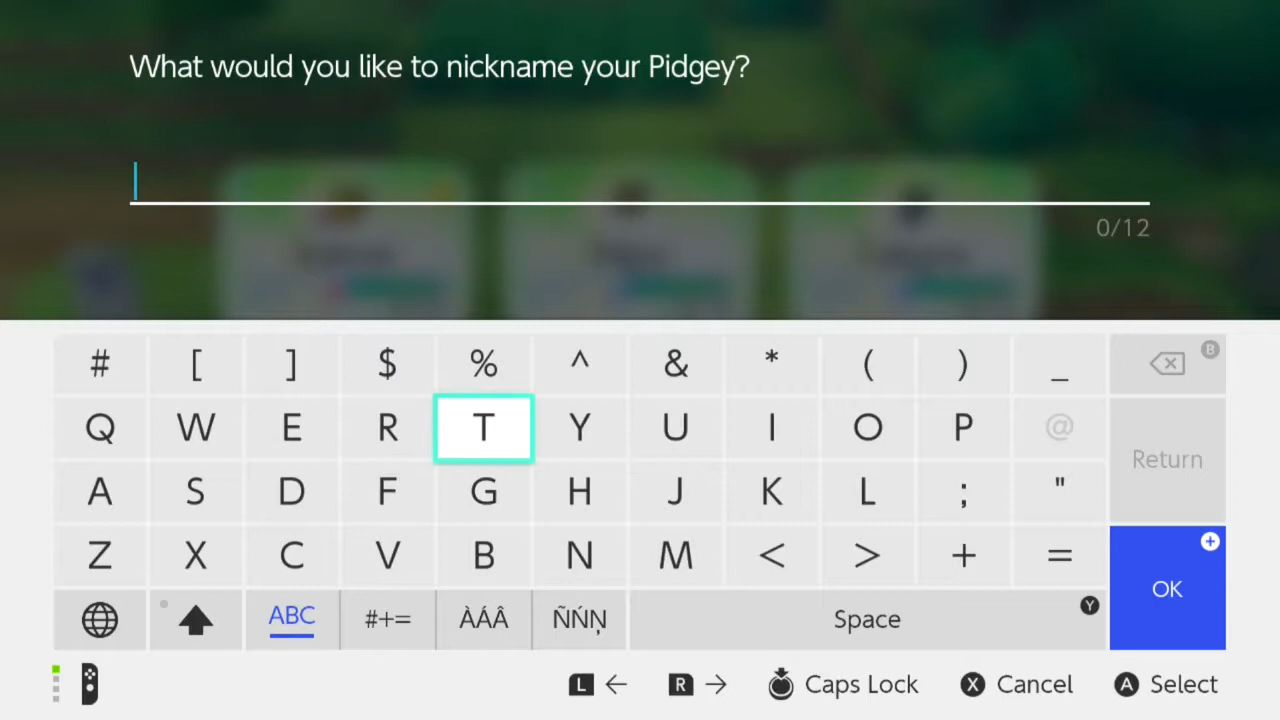 What would you like to nickname your Pidgey?
0/12
# [ ] $ % ^ & * ( ) _ B
Q W E R T Y U I O P @ Return
A S D F G H J K L ; "
Z X C V B N M < > + = OK +
ABC #+= ÀÁÂ ÑŃŅ Space Y
L ← R → Caps Lock X Cancel A Select